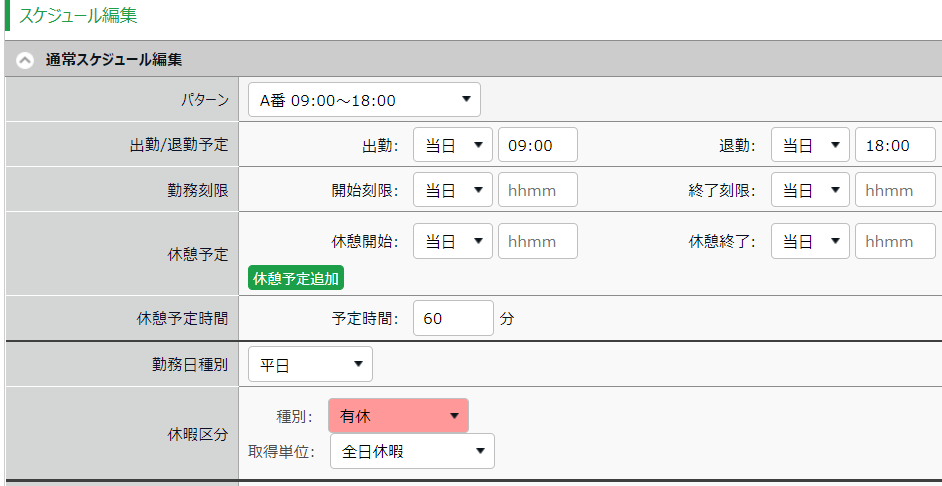 スケジュール編集
通常スケジュール編集
パターン A番 09:00～18:00
出勤/退勤予定 出勤: 当日 09:00 退勤: 当日 18:00
勤務刻限 開始刻限: 当日 hhmm 終了刻限: 当日 hhmm
休憩予定 休憩開始: 当日 hhmm 休憩終了: 当日 hhmm
休憩予定追加
休憩予定時間 予定時間: 60 分
勤務日種別 平日
休暇区分 種別: 有休
取得単位: 全日休暇